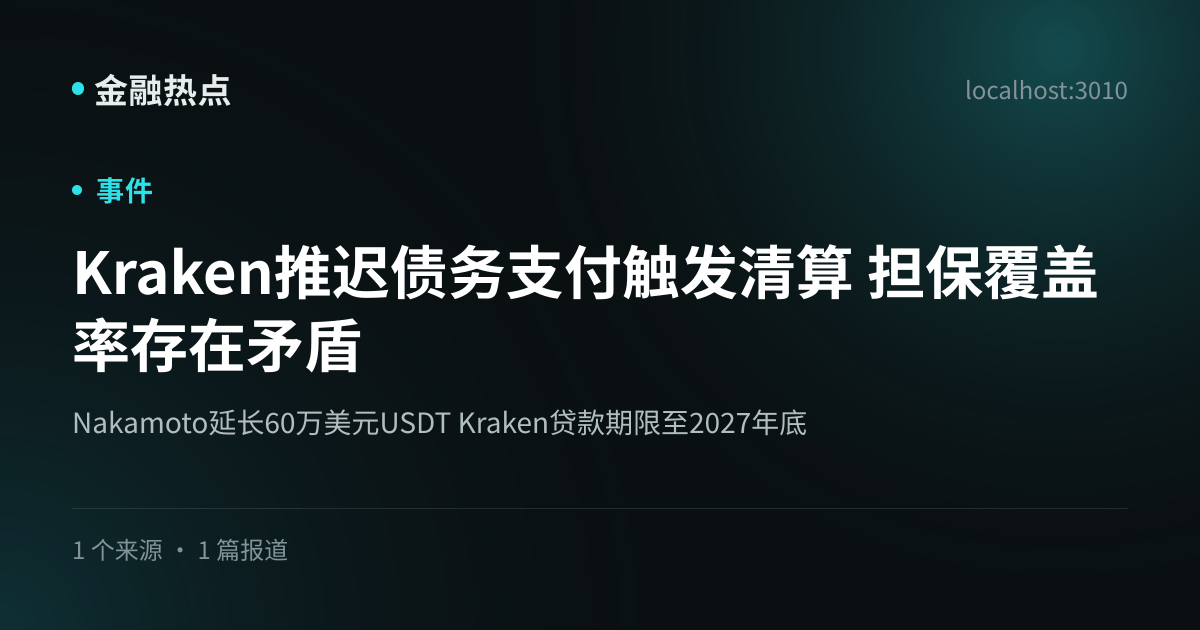 金融热点
localhost:3010
事件
Kraken推迟债务支付触发清算 担保覆盖
率存在矛盾
Nakamoto延长60万美元USDT Kraken贷款期限至2027年底
1 个来源 · 1 篇报道